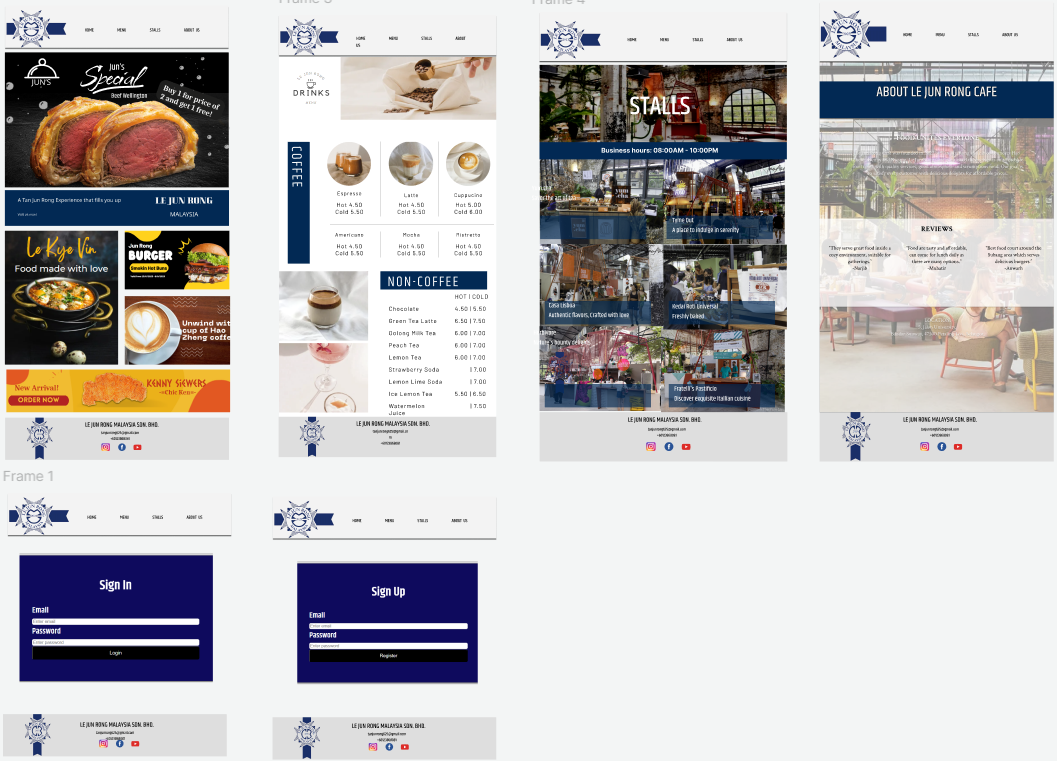 HOME MENU STALLS ABOUT US
JUN'S
Jun's
Special
Beef Wellington
Buy 1 for price of
2 and get 1 free!
A Tan Jun Rong Experience that fills you up
LE JUN RONG
MALAYSIA
Le Kye Vin
Food made with love
Jun Rong
BURGER
Smokin Hot Buns
Unwind wit
cup of Hao
Zheng coffe
New Arrival!
ORDER NOW
KENNY SIEWERS
Chic Ken
LE JUN RONG MALAYSIA SDN. BHD.
Frame 3
HOME MENU STALLS ABOUT
US
LE JUN RONG
DRINKS
COFFEE
Espresso
Hot 4.50
Cold 5.50
Latte
Hot 4.50
Cold 5.50
Cuppucino
Hot 5.00
Cold 6.00
Americano
Hot 4.50
Cold 5.50
Mocha
Hot 4.50
Cold 5.50
Ristretto
Hot 4.50
Cold 5.50
NON-COFFEE
HOT | COLD
Chocolate 4.50 | 5.50
Green Tea Latte 6.50 | 7.50
Oolong Milk Tea 6.00 | 7.00
Peach Tea 6.00 | 7.00
Lemon Tea 6.00 | 7.00
Strawberry Soda | 7.00
Lemon Lime Soda | 7.00
Ice Lemon Tea 5.50 | 6.50
Watermelon | 7.50
Juice
LE JUN RONG MALAYSIA SDN. BHD.
Frame 4
HOME MENU STALLS ABOUT US
STALLS
Business hours: 08:00AM - 10:00PM
Tyme Out
A place to indulge in serenity
Casa Lisboa
Authentic flavors, Crafted with love
Kedai Roti Universal
Freshly baked.
Fratelli's Pastificio
Discover exquisite Itallian cuisine
LE JUN RONG MALAYSIA SDN. BHD.
HOME MENU STALLS ABOUT US
ABOUT LE JUN RONG CAFE
REVIEWS
"They serve great food inside a
cozy environment, suitable for
gatherings."
"Food are tasty and affordable,
can come for lunch daily as
there are many options."
"Best food court around the
Subang area which serves
delicious burgers."
LE JUN RONG MALAYSIA SDN. BHD.
Frame 1
HOME MENU STALLS ABOUT US
Sign In
Email
Enter email
Password
Enter password
Login
LE JUN RONG MALAYSIA SDN. BHD.
HOME MENU STALLS ABOUT US
Sign Up
Email
Enter email
Password
Enter password
Register
LE JUN RONG MALAYSIA SDN. BHD.